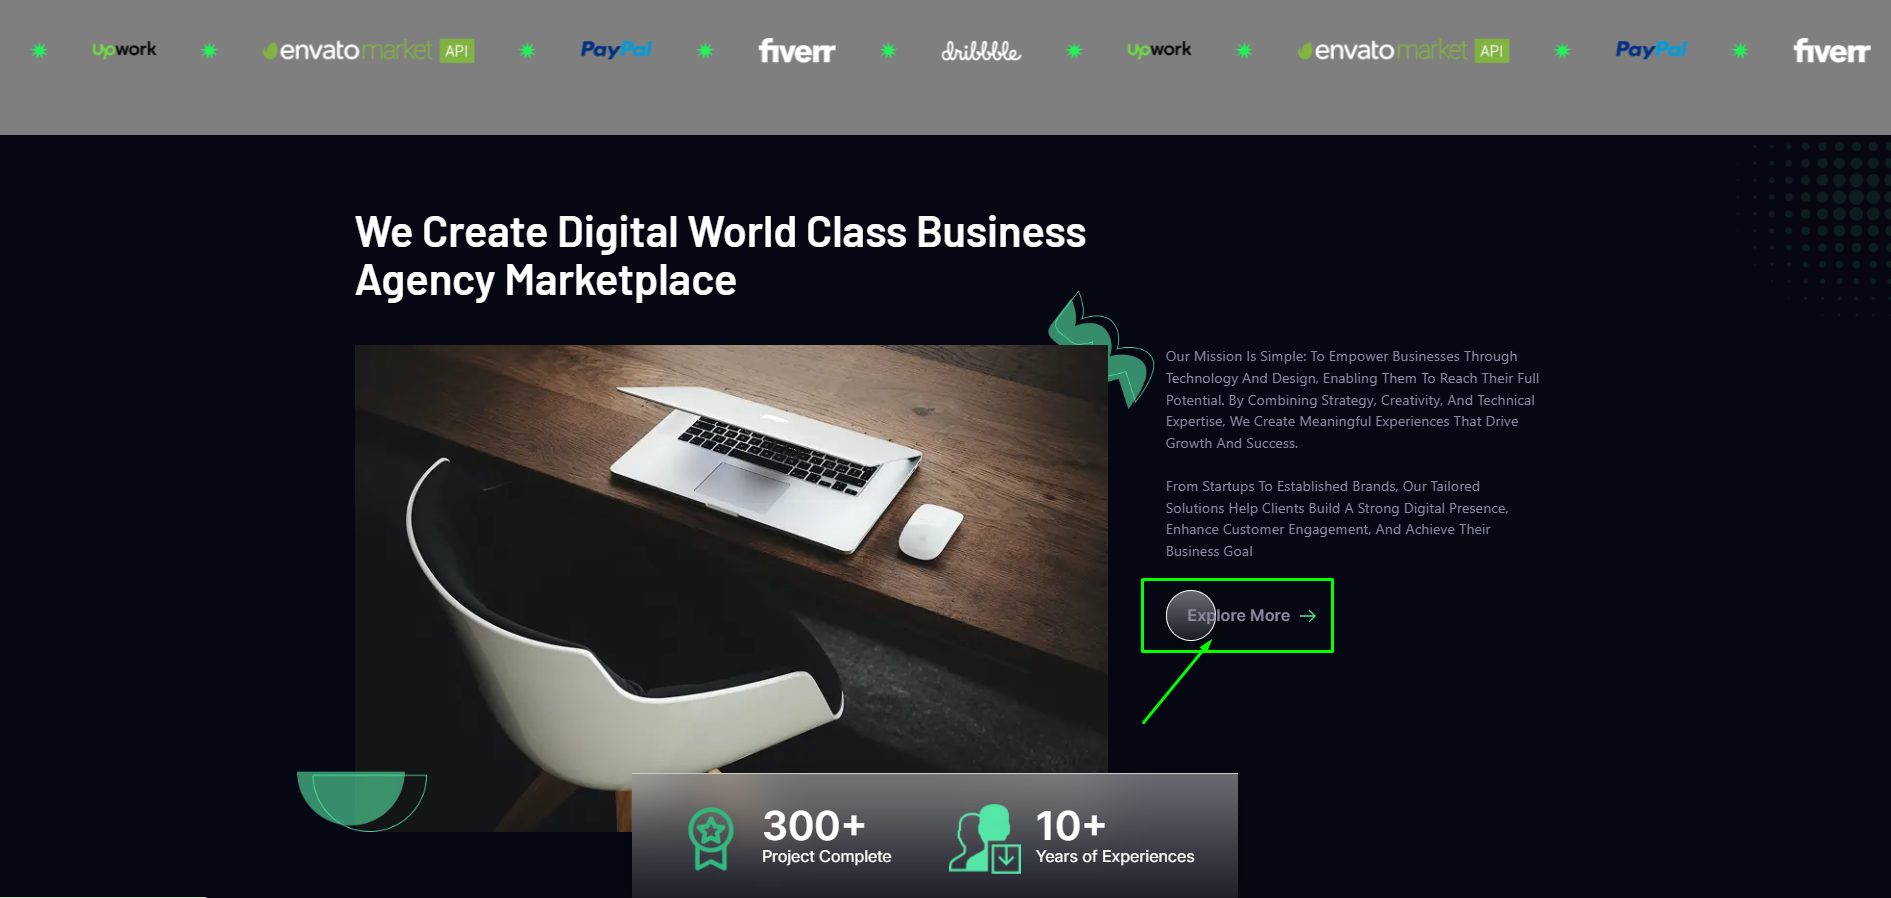 Upwork envato market API PayPal fiverr dribbble Upwork envato market API PayPal fiverr
We Create Digital World Class Business
Agency Marketplace
Our Mission Is Simple: To Empower Businesses Through
Technology And Design, Enabling Them To Reach Their Full
Potential. By Combining Strategy, Creativity, And Technical
Expertise, We Create Meaningful Experiences That Drive
Growth And Success.
From Startups To Established Brands, Our Tailored
Solutions Help Clients Build A Strong Digital Presence,
Enhance Customer Engagement, And Achieve Their
Business Goal
Explore More
300+
Project Complete
10+
Years of Experiences